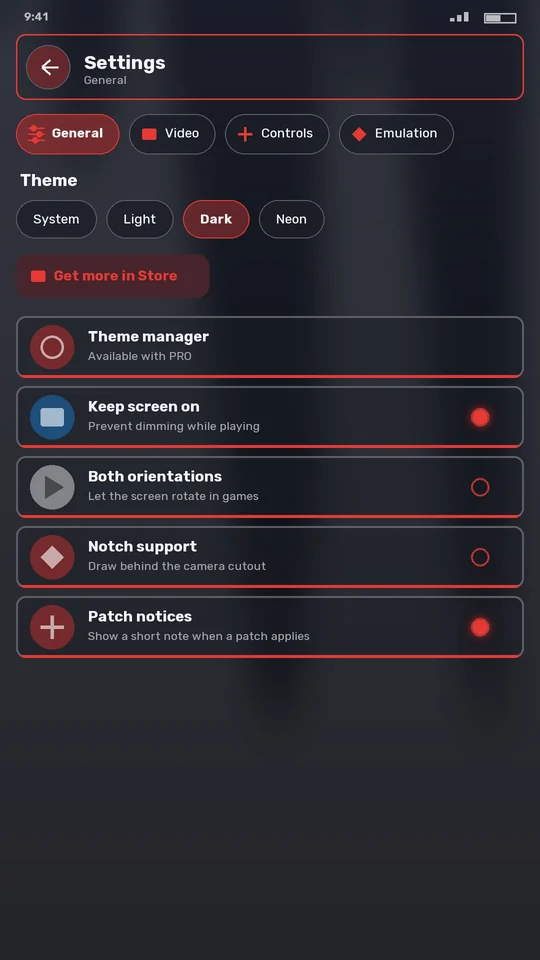 9:41
Settings
General
General
Video
Controls
Emulation
Theme
System
Light
Dark
Neon
Get more in Store
Theme manager
Available with PRO
Keep screen on
Prevent dimming while playing
Both orientations
Let the screen rotate in games
Notch support
Draw behind the camera cutout
Patch notices
Show a short note when a patch applies